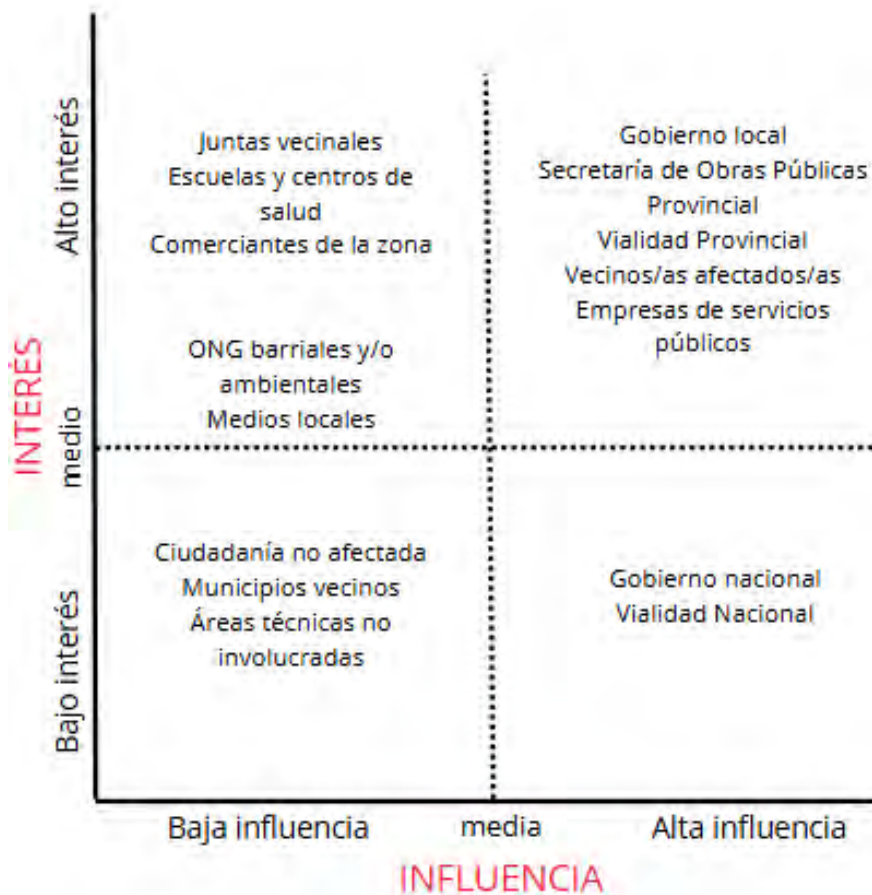 Alto interés
INTERÉS
medio
Bajo interés
Juntas vecinales
Escuelas y centros de
salud
Comerciantes de la zona
ONG barriales y/o
ambientales
Medios locales
Gobierno local
Secretaría de Obras Públicas
Provincial
Vialidad Provincial
Vecinos/as afectados/as
Empresas de servicios
públicos
Ciudadanía no afectada
Municipios vecinos
Áreas técnicas no
involucradas
Gobierno nacional
Vialidad Nacional
Baja influencia
media
Alta influencia
INFLUENCIA